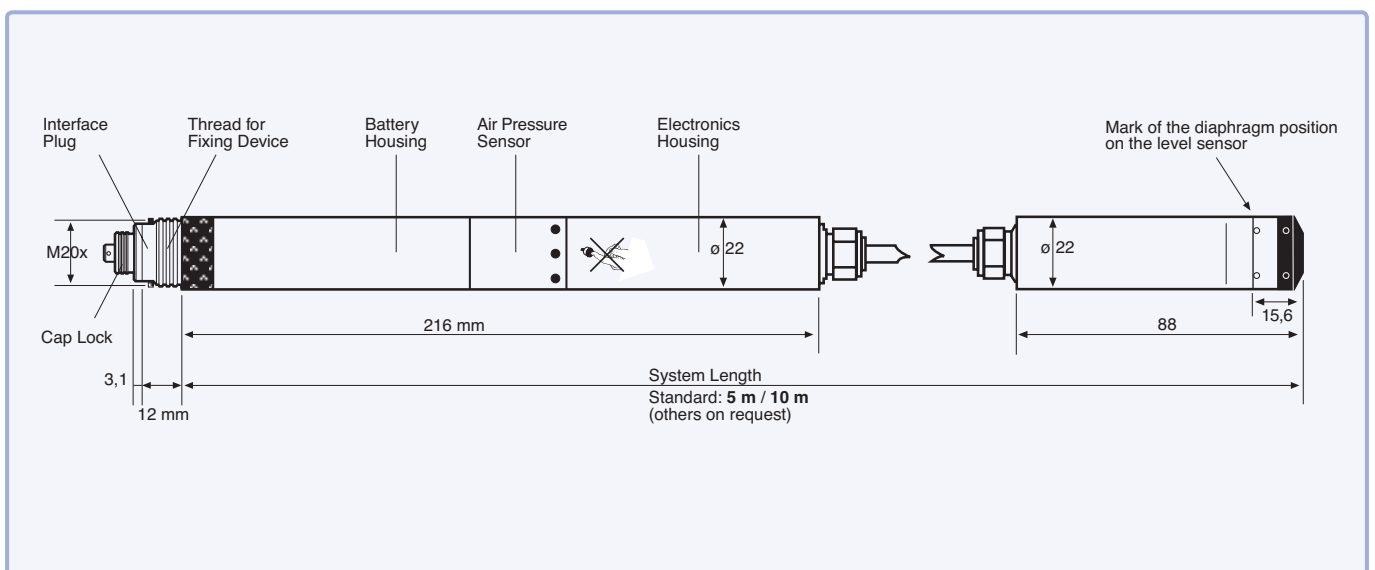 Interface
Plug
Thread for
Fixing Device
Battery
Housing
Air Pressure
Sensor
Electronics
Housing
Mark of the diaphragm position
on the level sensor
M20x
ø 22
ø 22
Cap Lock
216 mm
88
15,6
3,1
12 mm
System Length
Standard: 5 m / 10 m
(others on request)